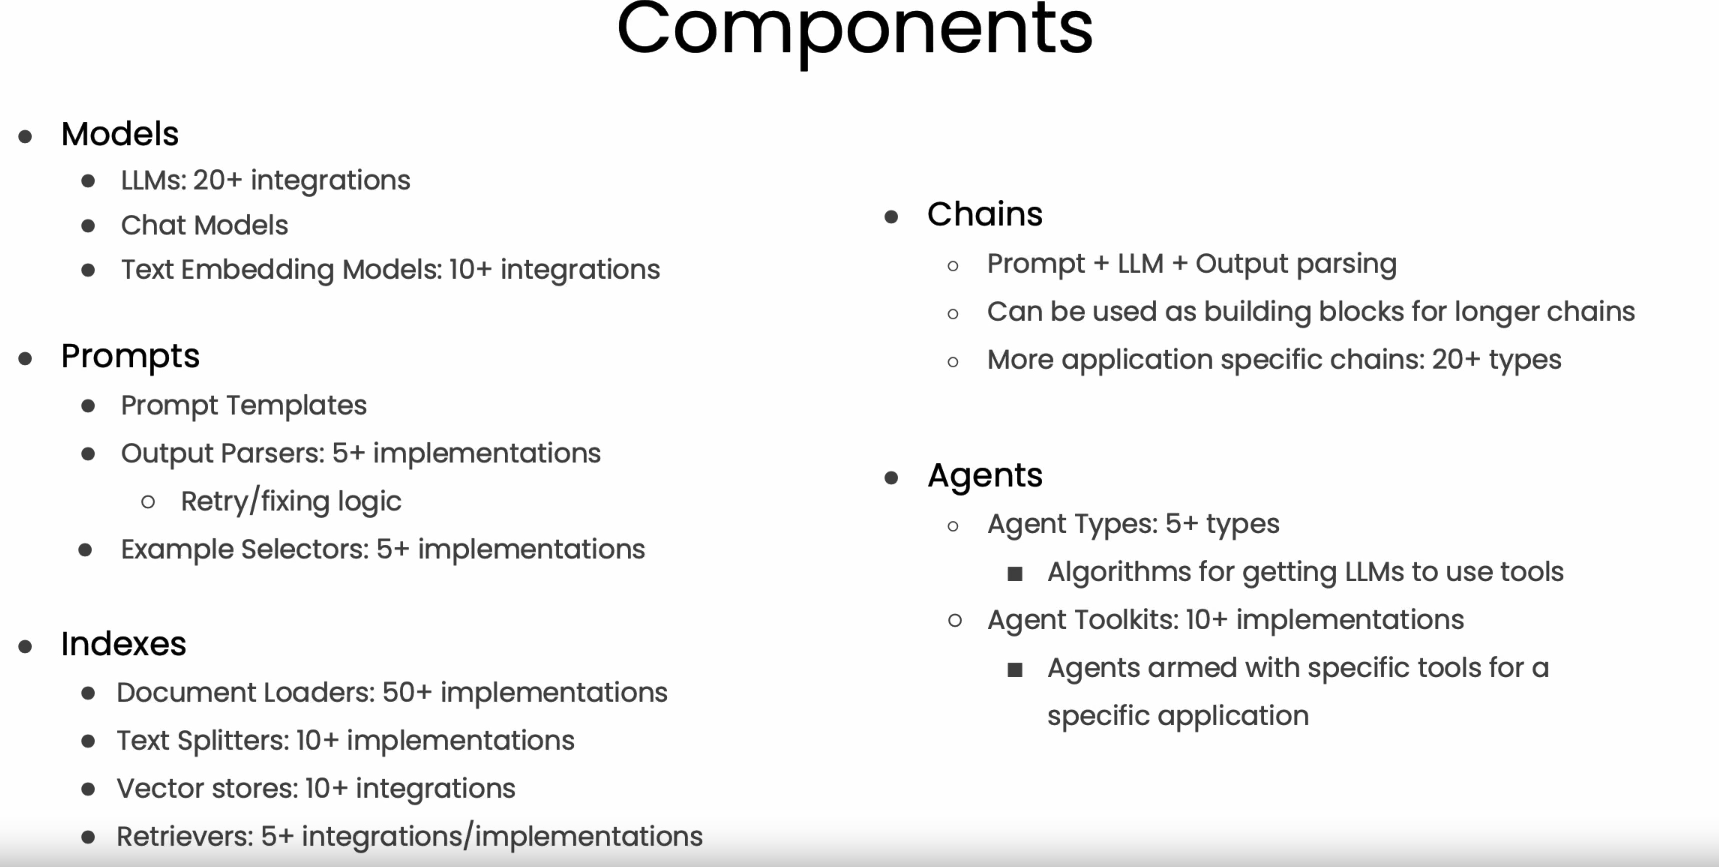 Components
Models
LLMs: 20+ integrations
Chat Models
Text Embedding Models: 10+ integrations
Prompts
Prompt Templates
Output Parsers: 5+ implementations
Retry/fixing logic
Example Selectors: 5+ implementations
Indexes
Document Loaders: 50+ implementations
Text Splitters: 10+ implementations
Vector stores: 10+ integrations
Retrievers: 5+ integrations/implementations
Chains
Prompt + LLM + Output parsing
Can be used as building blocks for longer chains
More application specific chains: 20+ types
Agents
Agent Types: 5+ types
Algorithms for getting LLMs to use tools
Agent Toolkits: 10+ implementations
Agents armed with specific tools for a
specific application